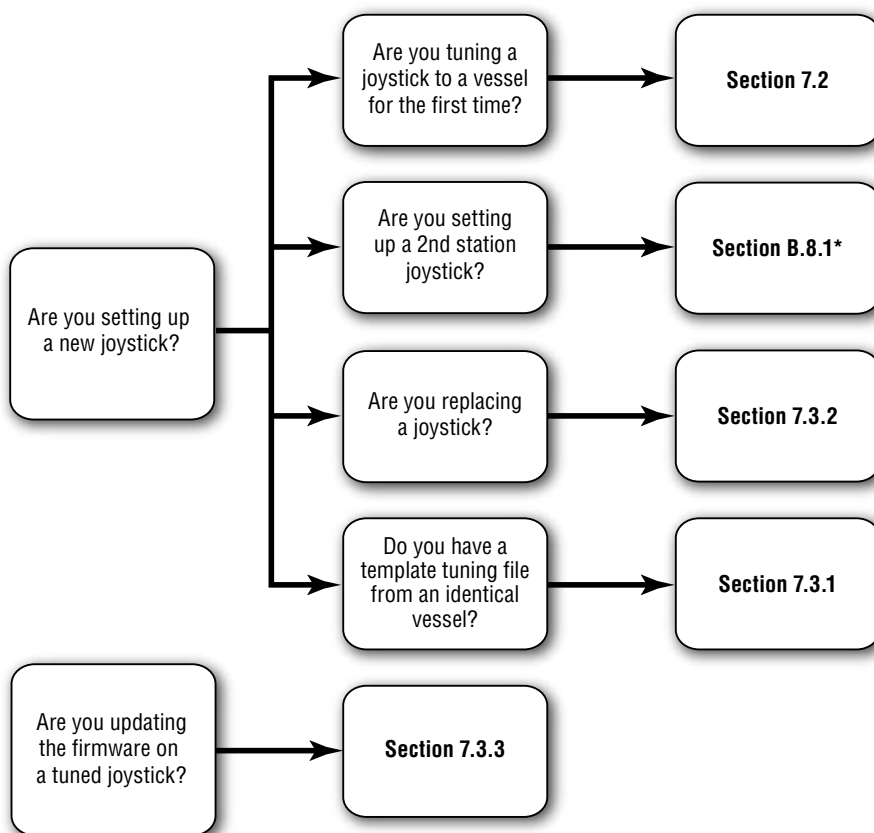 Are you tuning a
joystick to a vessel
for the first time?
Section 7.2
Are you setting
up a 2nd station
joystick?
Section B.8.1*
Are you setting up
a new joystick?
Are you replacing
a joystick?
Section 7.3.2
Do you have a
template tuning file
from an identical
vessel?
Section 7.3.1
Are you updating
the firmware on
a tuned joystick?
Section 7.3.3